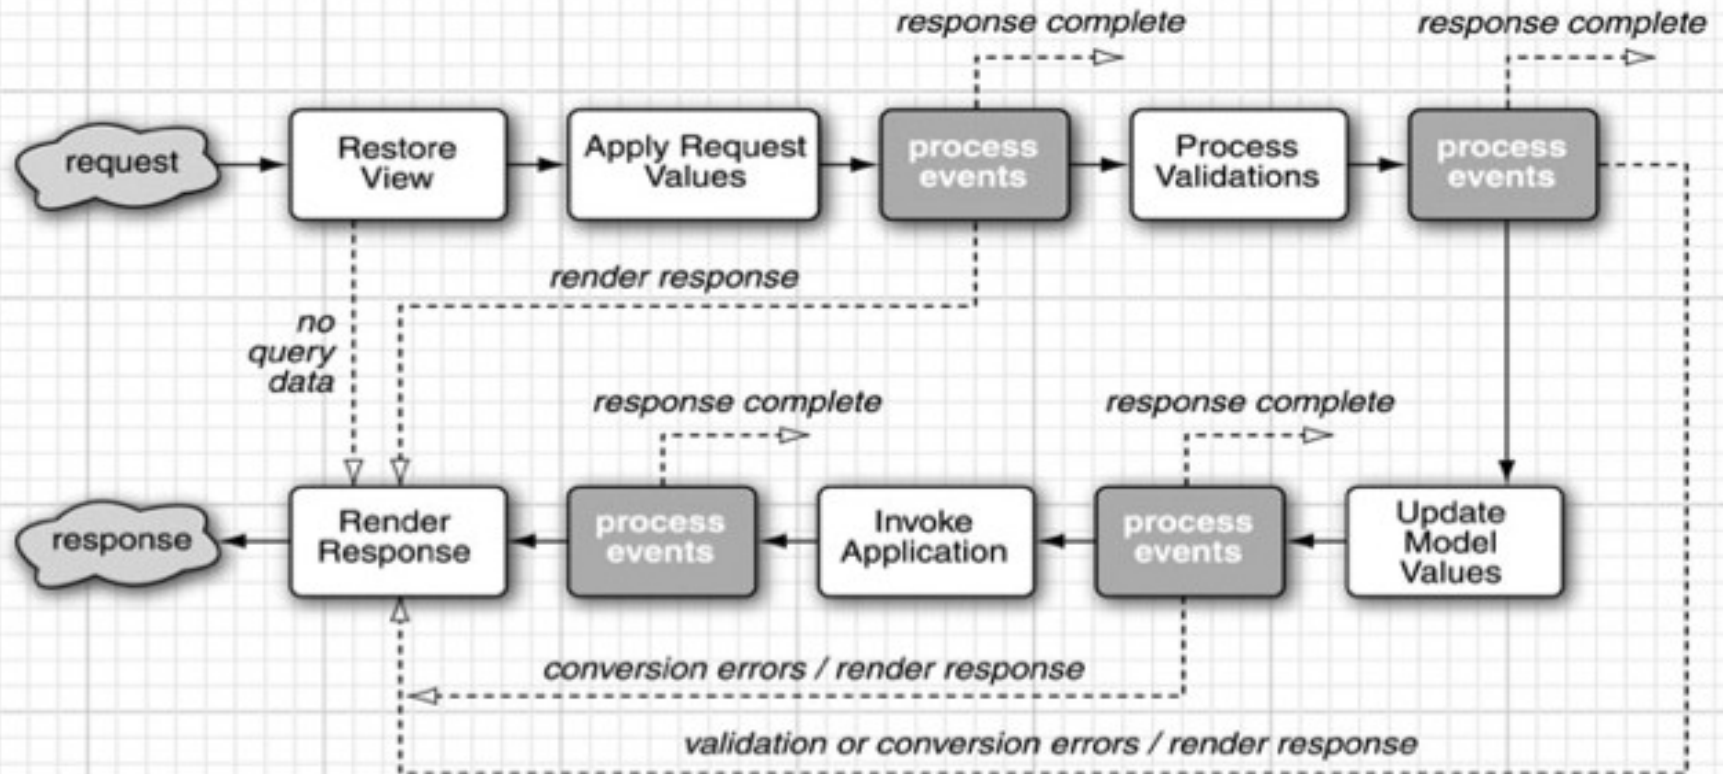 response complete
response complete
request
Restore
View
Apply Request
Values
process
events
Process
Validations
process
events
render response
no
query
data
response complete
response complete
response
Render
Response
process
events
Invoke
Application
process
events
Update
Model
Values
conversion errors / render response
validation or conversion errors / render response